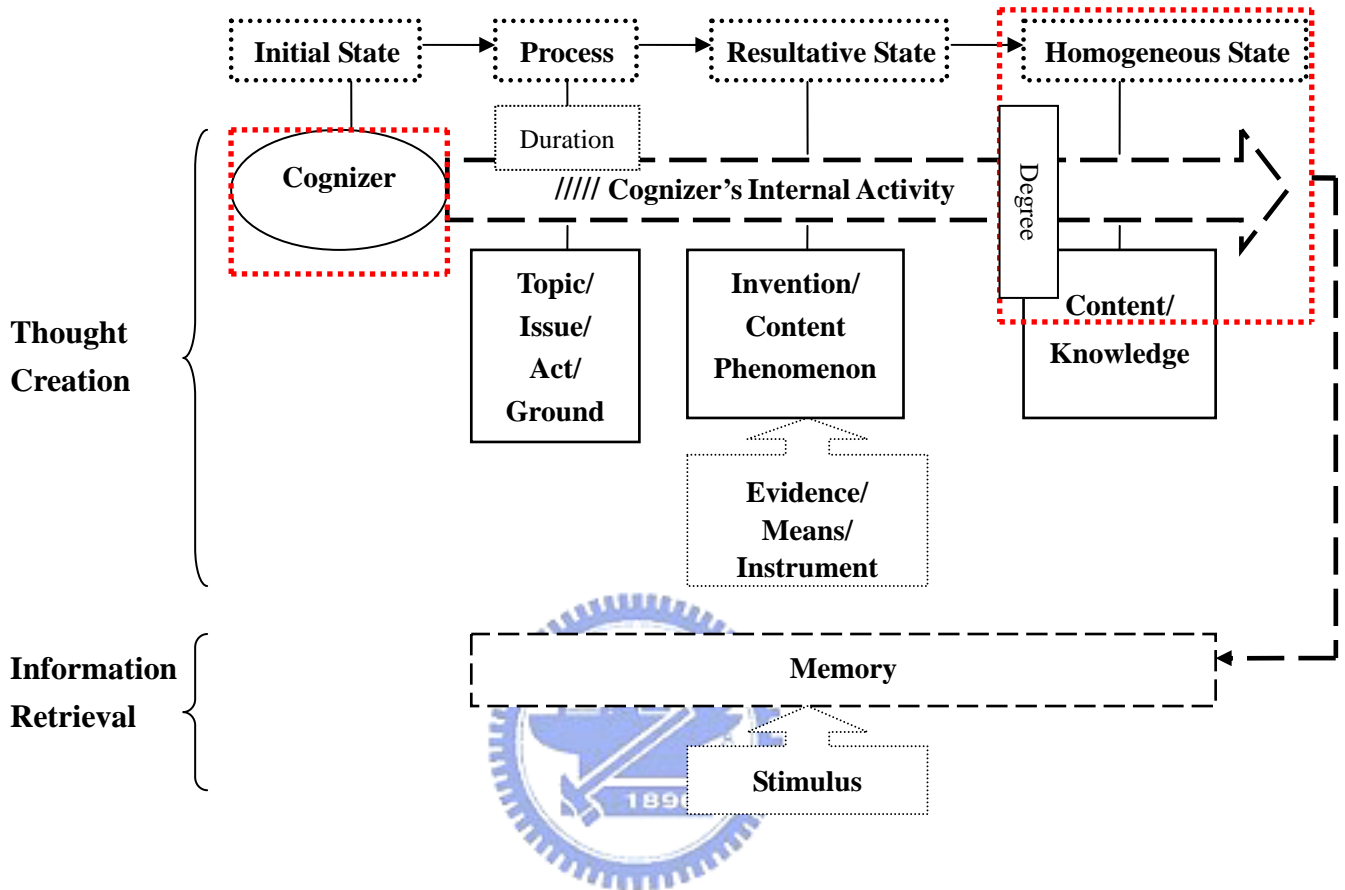 Initial State
Process
Resultative State
Homogeneous State
Duration
Cognizer
///// Cognizer’s Internal Activity
Degree
Thought
Creation
Topic/
Issue/
Act/
Ground
Invention/
Content
Phenomenon
Content/
Knowledge
Evidence/
Means/
Instrument
Information
Retrieval
Memory
Stimulus